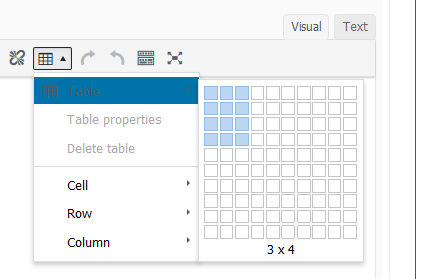 Visual Text
Table
Table properties
Delete table
Cell
Row
Column
3 x 4